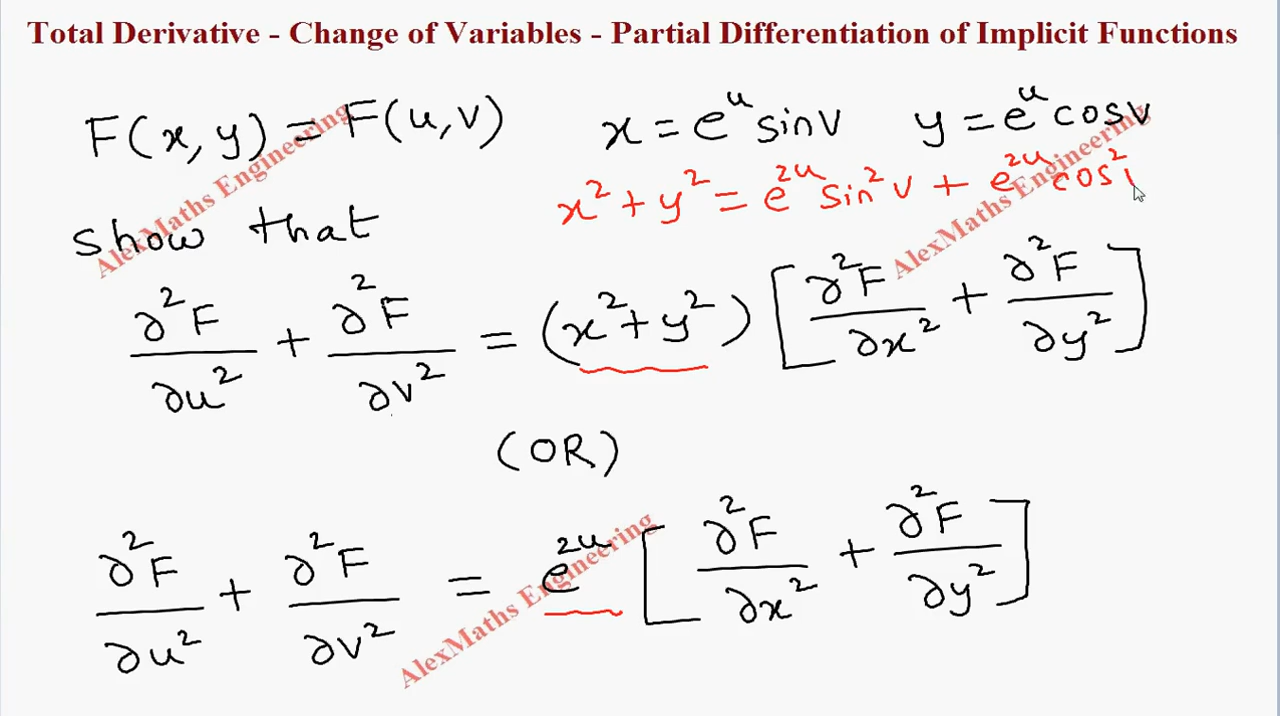 Total Derivative - Change of Variables - Partial Differentiation of Implicit Functions
F(x, y) = F(u, v)   x = e^u sin v   y = e^u cos v
x² + y² = e^{2u} sin² v + e^{2u} cos²
show that
∂²F/∂u² + ∂²F/∂v² = (x² + y²) [∂²F/∂x² + ∂²F/∂y²]
(OR)
∂²F/∂u² + ∂²F/∂v² = e^{2u} [∂²F/∂x² + ∂²F/∂y²]
AlexMaths Engineering
AlexMaths Engineering
AlexMaths Engineering